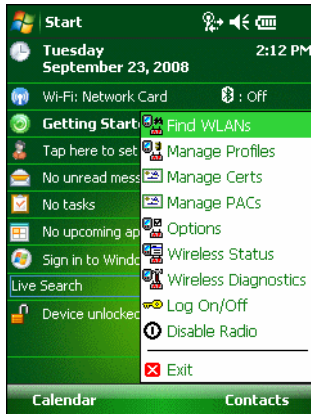 Start
Tuesday
September 23, 2008
2:12 PM
Wi-Fi: Network Card
: Off
Getting Start
Tap here to set
No unread mess
No tasks
No upcoming ap
Sign in to Windo
Live Search
Device unlocked
Find WLANs
Manage Profiles
Manage Certs
Manage PACs
Options
Wireless Status
Wireless Diagnostics
Log On/Off
Disable Radio
Exit
Calendar
Contacts